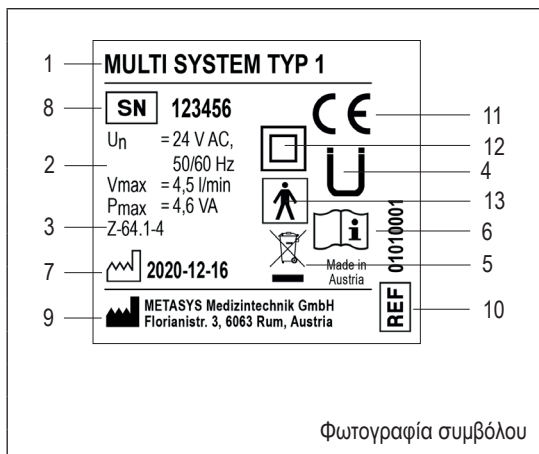 1 MULTI SYSTEM TYP 1
8 SN 123456 11
Un = 24 V AC, 12
2 50/60 Hz 4
Vmax = 4,5 l/min 13
Pmax = 4,6 VA
3 Z-64.1-4 6
7 2020-12-16 5
Made in
Austria
01010001
REF 10
9 METASYS Medizintechnik GmbH
Florianistr. 3, 6063 Rum, Austria
Φωτογραφία συμβόλου